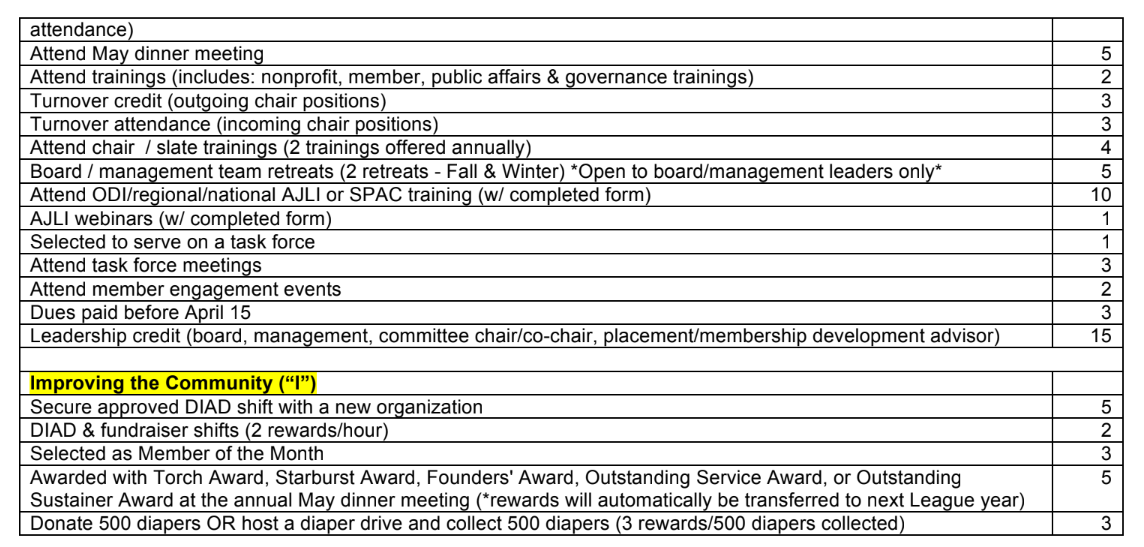 attendance)
Attend May dinner meeting 5
Attend trainings (includes: nonprofit, member, public affairs & governance trainings) 2
Turnover credit (outgoing chair positions) 3
Turnover attendance (incoming chair positions) 3
Attend chair / slate trainings (2 trainings offered annually) 4
Board / management team retreats (2 retreats - Fall & Winter) *Open to board/management leaders only* 5
Attend ODI/regional/national AJLI or SPAC training (w/ completed form) 10
AJLI webinars (w/ completed form) 1
Selected to serve on a task force 1
Attend task force meetings 3
Attend member engagement events 2
Dues paid before April 15 3
Leadership credit (board, management, committee chair/co-chair, placement/membership development advisor) 15
Improving the Community (“I”)
Secure approved DIAD shift with a new organization 5
DIAD & fundraiser shifts (2 rewards/hour) 2
Selected as Member of the Month 3
Awarded with Torch Award, Starburst Award, Founders' Award, Outstanding Service Award, or Outstanding 5
Sustainer Award at the annual May dinner meeting (*rewards will automatically be transferred to next League year)
Donate 500 diapers OR host a diaper drive and collect 500 diapers (3 rewards/500 diapers collected) 3